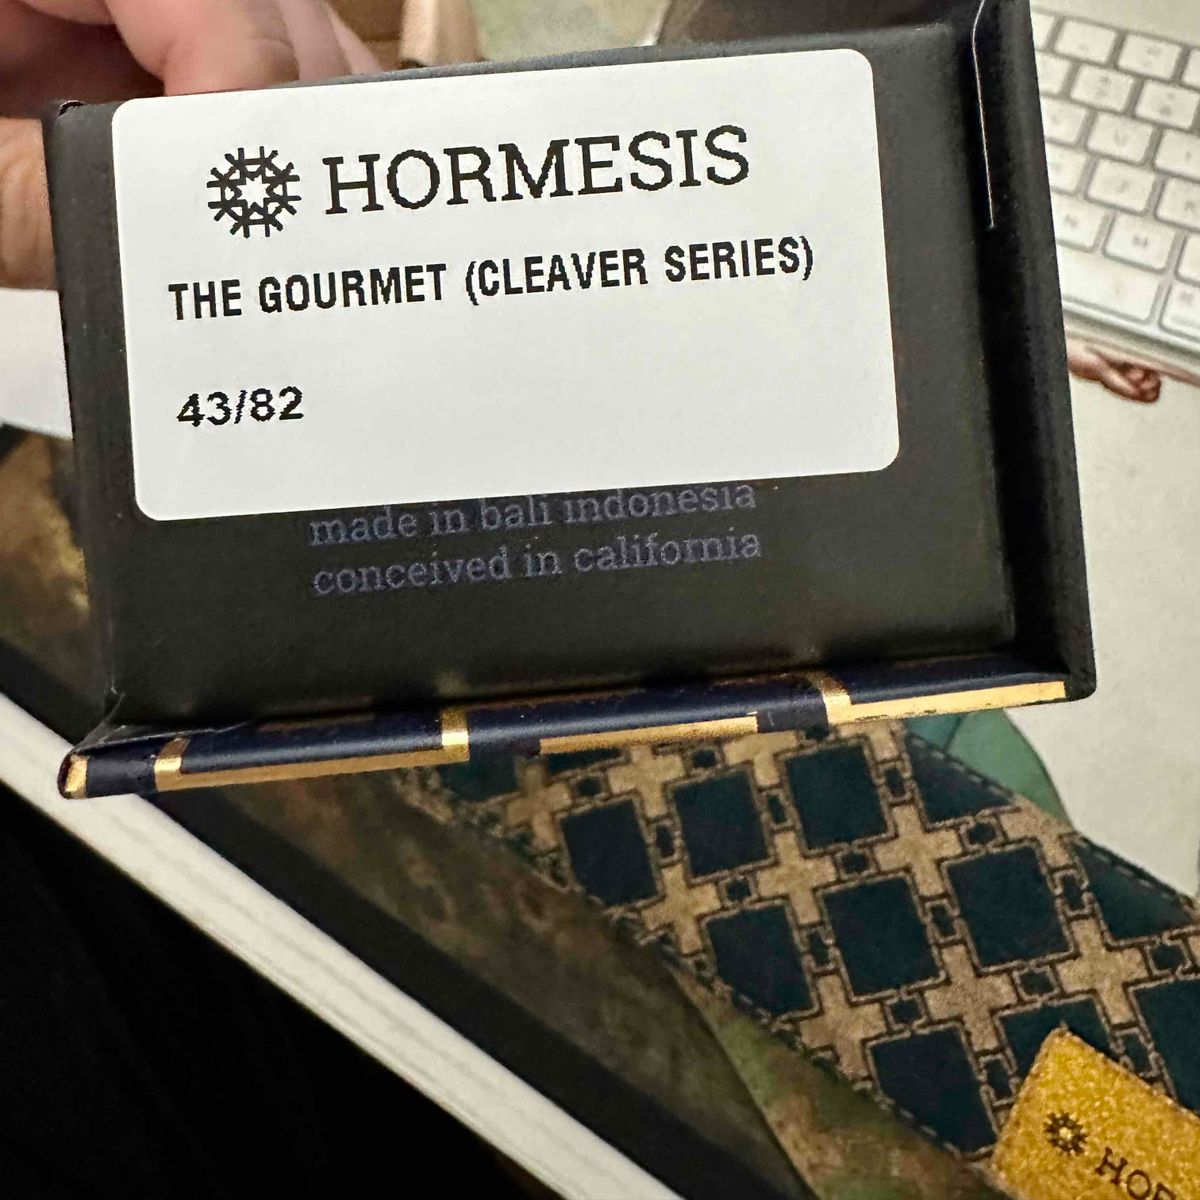 HORMESIS
THE GOURMET (CLEAVER SERIES)
43/82
made in bali indonesia
conceived in california